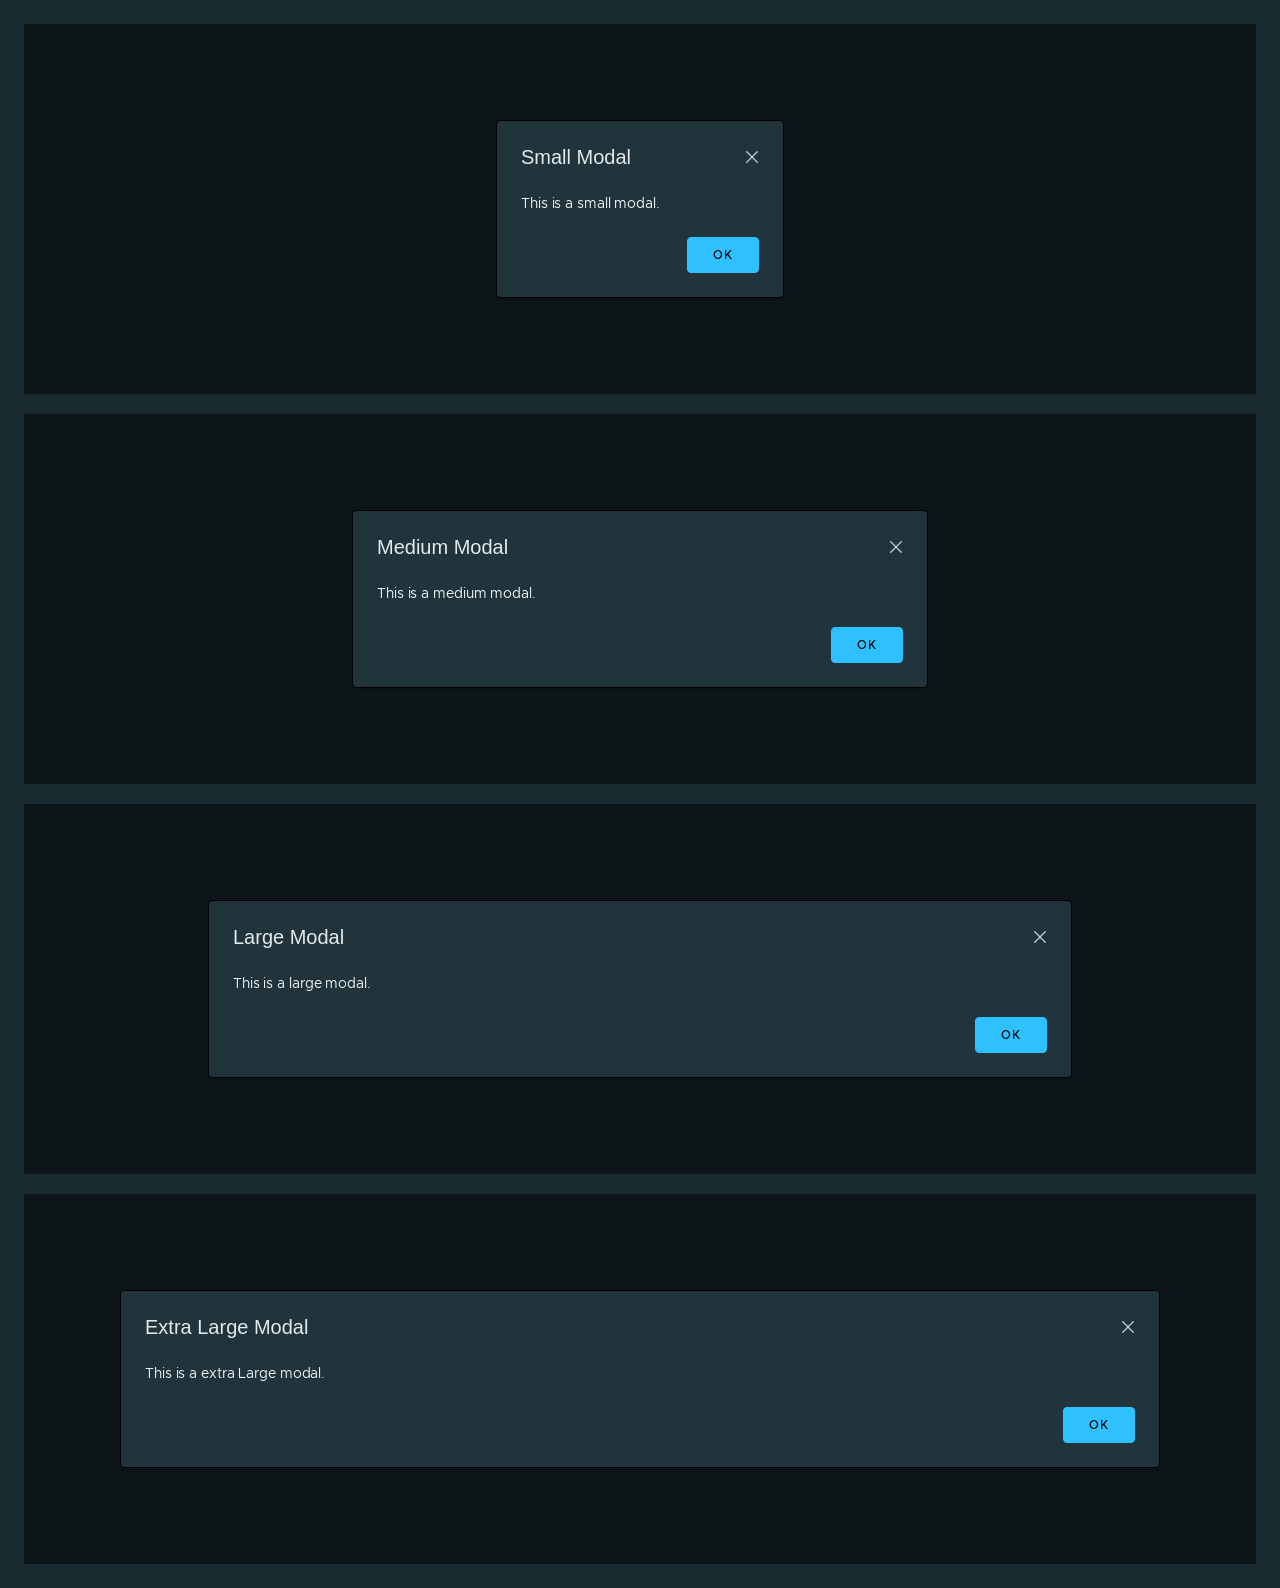 Small Modal
This is a small modal.
OK
Medium Modal
This is a medium modal.
OK
Large Modal
This is a large modal.
OK
Extra Large Modal
This is a extra Large modal.
OK